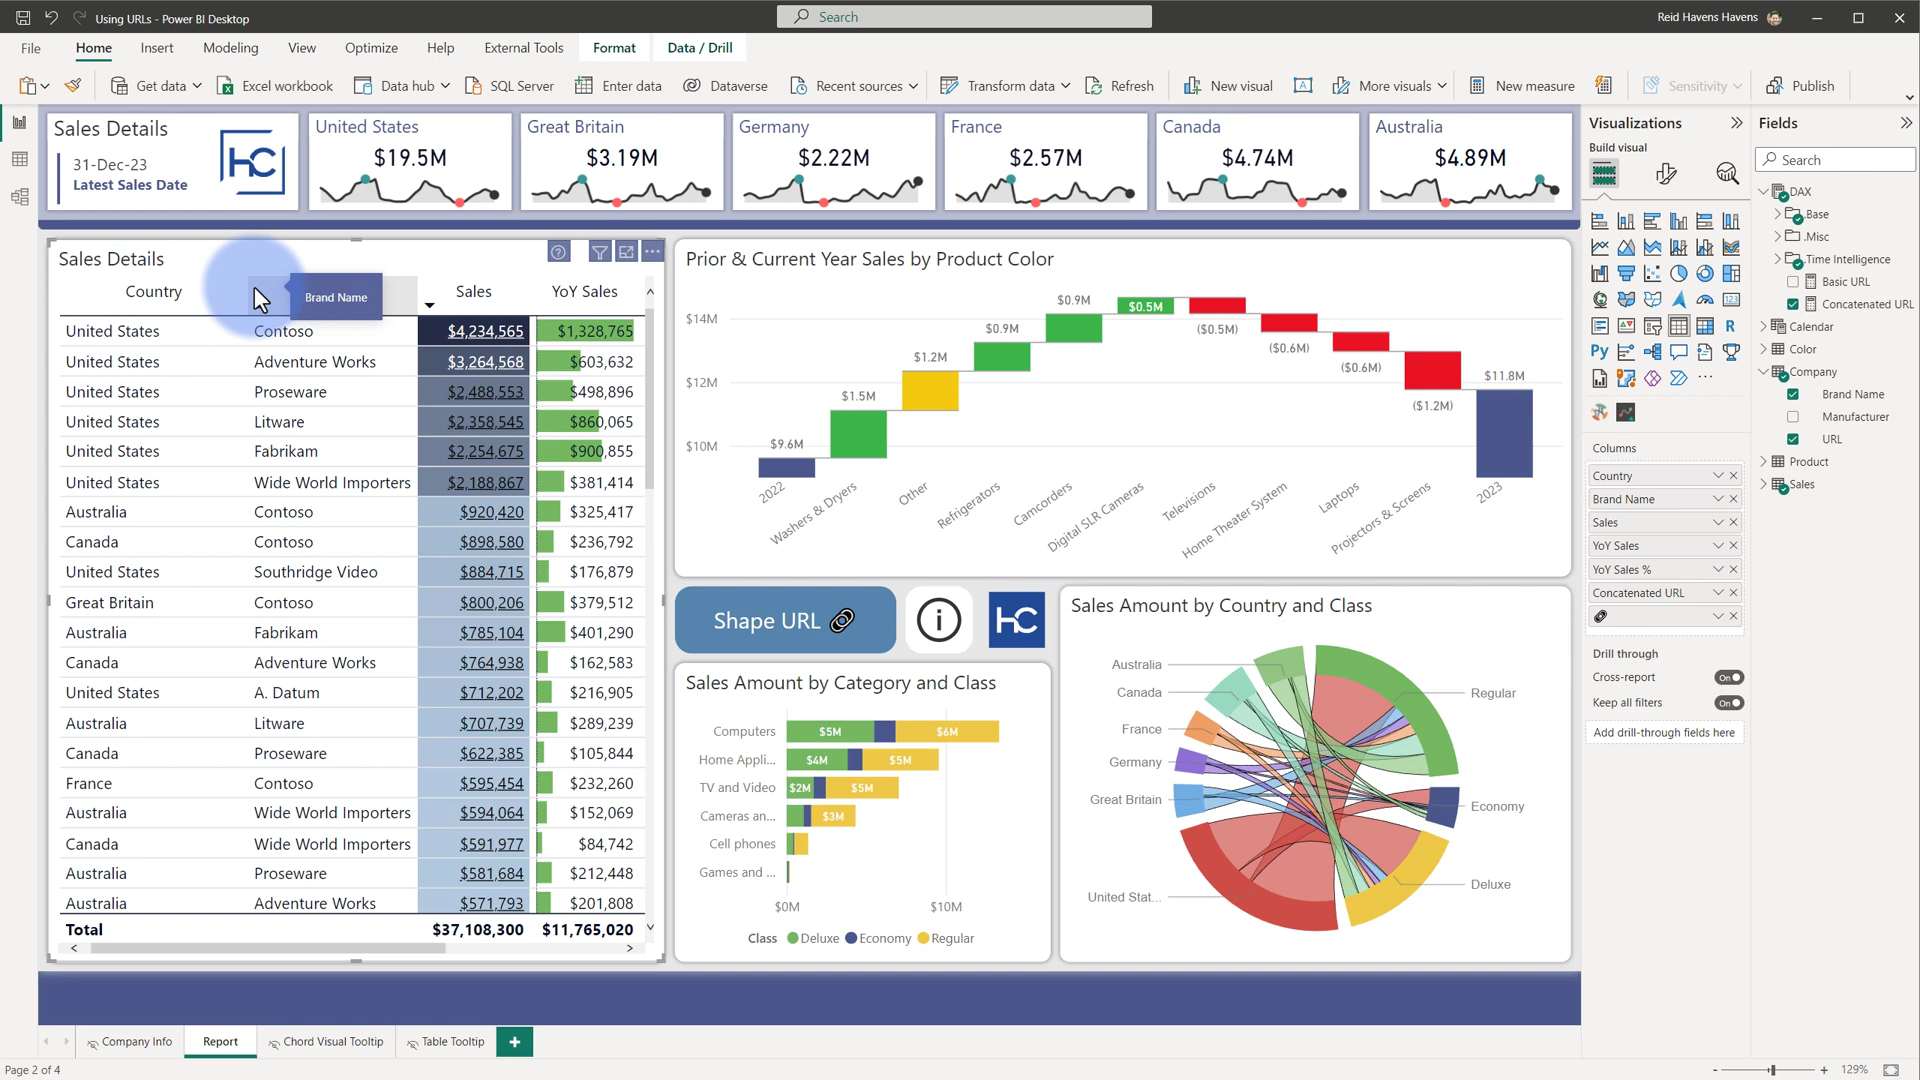 Using URLs - Power BI Desktop
Search
Reid Havens Havens
File Home Insert Modeling View Optimize Help External Tools Format Data / Drill
Get data Excel workbook Data hub SQL Server Enter data Dataverse Recent sources Transform data Refresh New visual More visuals New measure Sensitivity Publish
Sales Details
31-Dec-23
Latest Sales Date
HC
United States
$19.5M
Great Britain
$3.19M
Germany
$2.22M
France
$2.57M
Canada
$4.74M
Australia
$4.89M
Sales Details
Country Brand Name Sales YoY Sales
United States Contoso $4,234,565 $1,328,765
United States Adventure Works $3,264,568 $603,632
United States Proseware $2,488,553 $498,896
United States Litware $2,358,545 $860,065
United States Fabrikam $2,254,675 $900,855
United States Wide World Importers $2,188,867 $381,414
Australia Contoso $920,420 $325,417
Canada Contoso $898,580 $236,792
United States Southridge Video $884,715 $176,879
Great Britain Contoso $800,206 $379,512
Australia Fabrikam $785,104 $401,290
Canada Adventure Works $764,938 $162,583
United States A. Datum $712,202 $216,905
Australia Litware $707,739 $289,239
Canada Proseware $622,385 $105,844
France Contoso $595,454 $232,260
Australia Wide World Importers $594,064 $152,069
Canada Wide World Importers $591,977 $84,742
Australia Proseware $581,684 $212,448
Australia Adventure Works $571,793 $201,808
Total $37,108,300 $11,765,020
Prior & Current Year Sales by Product Color
$14M
$12M
$10M
$9.6M
$1.5M
$1.2M
$0.9M
$0.9M
$0.5M
($0.5M)
($0.6M)
($0.6M)
($1.2M)
$11.8M
2022
Washers & Dryers
Other
Refrigerators
Camcorders
Digital SLR Cameras
Televisions
Home Theater System
Laptops
Projectors & Screens
2023
Shape URL
HC
Sales Amount by Category and Class
Computers $5M $6M
Home Appli... $4M $5M
TV and Video $2M $5M
Cameras an... $3M
Cell phones
Games and ...
$0M $10M
Class Deluxe Economy Regular
Sales Amount by Country and Class
Australia
Canada
France
Germany
Great Britain
United Stat...
Regular
Economy
Deluxe
Visualizations
Build visual
R
Py
123
Columns
Country
Brand Name
Sales
YoY Sales
YoY Sales %
Concatenated URL
Drill through
Cross-report On
Keep all filters On
Add drill-through fields here
Fields
Search
DAX
.Base
.Misc
.Time Intelligence
Basic URL
Concatenated URL
Calendar
Color
Company
Brand Name
Manufacturer
URL
Product
Sales
Company Info Report Chord Visual Tooltip Table Tooltip +
Page 2 of 4
- + 129%